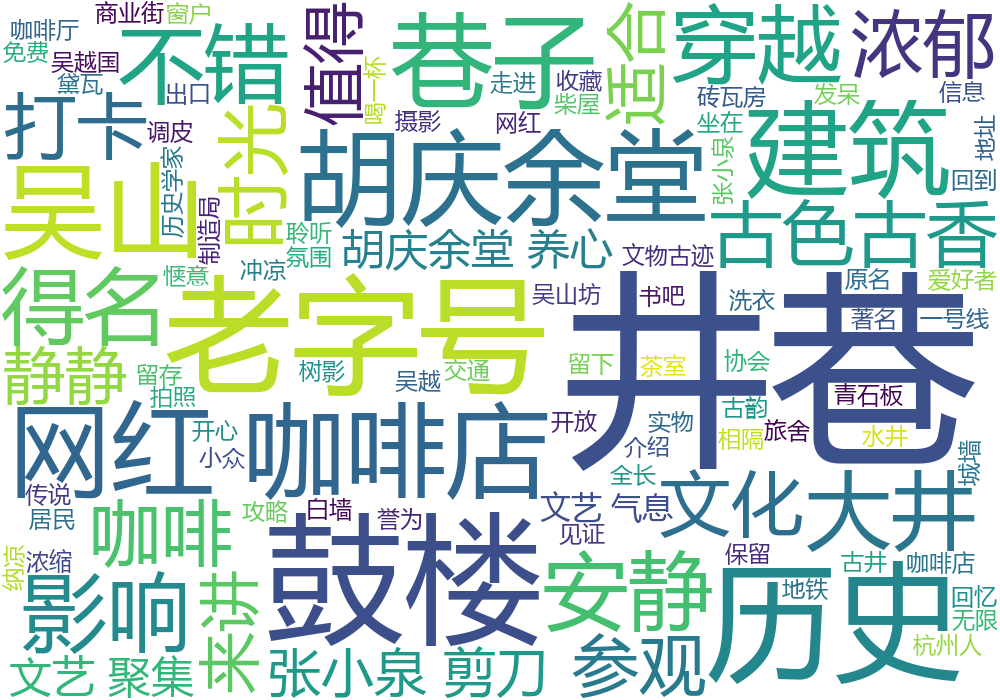 咖啡厅
商业街
窗户
免费
吴越国
黛瓦
出口
不错
值得
喝一杯
巷子
走进
收藏
柴屋
适合
穿越
浓郁
砖瓦房
发呆
信息
打卡
调皮
时光
摄影
网红
坐在
建筑
地址
历史学家
胡庆余堂
张小泉
回到
吴山
制造局
聆听
氛围
胡庆余堂
养心
文物古迹
古色古香
得名
惬意
冲凉
老字号
吴山坊
书吧
洗衣
原名
爱好者
井巷
著名
一号线
静静
留存
拍照
树影
吴越
交通
留下
茶室
协会
青石板
网红
开心
小众
咖啡店
开放
实物
介绍
古韵
相隔
旅舍
水井
城墙
全长
传说
居民
咖啡
攻略
白墙
誉为
文艺
气息
见证
文化
大井
纳凉
浓缩
影响
来讲
鼓楼
安静
保留
古井
咖啡店
历史
地铁
回忆
无限
杭州人
文艺
聚集
张小泉
剪刀
参观